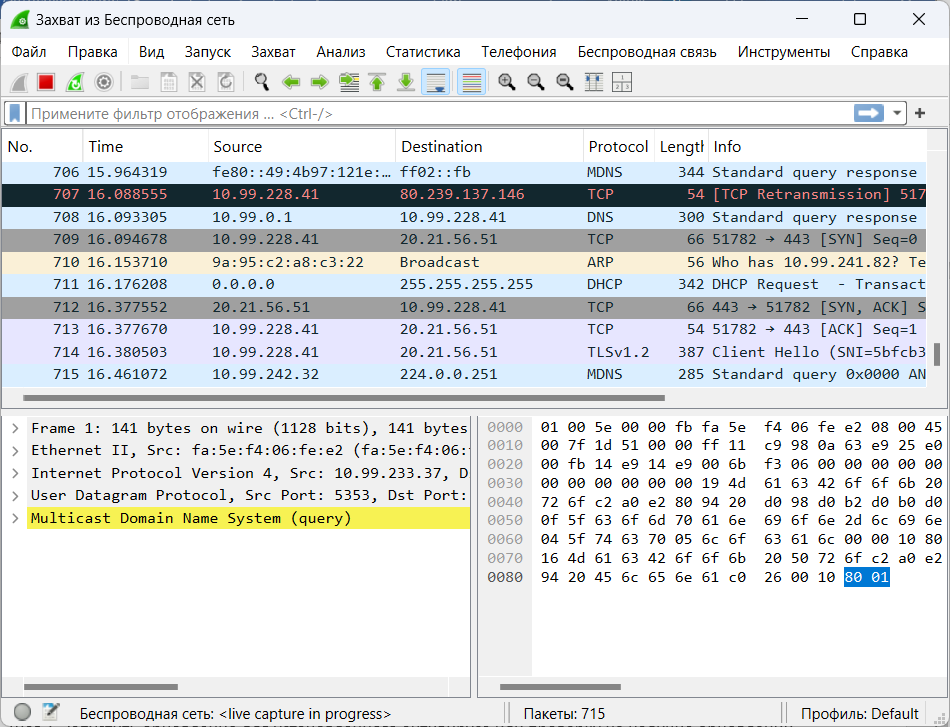 Захват из Беспроводная сеть
Файл Правка Вид Запуск Захват Анализ Статистика Телефония Беспроводная связь Инструменты Справка
Примените фильтр отображения … <Ctrl-/>
No. Time Source Destination Protocol Length Info
706 15.964319 fe80::49:4b97:121e:… ff02::fb MDNS 344 Standard query response
707 16.088555 10.99.228.41 80.239.137.146 TCP 54 [TCP Retransmission] 517
708 16.093305 10.99.0.1 10.99.228.41 DNS 300 Standard query response
709 16.094678 10.99.228.41 20.21.56.51 TCP 66 51782 → 443 [SYN] Seq=0
710 16.153710 9a:95:c2:a8:c3:22 Broadcast ARP 56 Who has 10.99.241.82? Te
711 16.176208 0.0.0.0 255.255.255.255 DHCP 342 DHCP Request - Transact
712 16.377552 20.21.56.51 10.99.228.41 TCP 66 443 → 51782 [SYN, ACK] S
713 16.377670 10.99.228.41 20.21.56.51 TCP 54 51782 → 443 [ACK] Seq=1
714 16.380503 10.99.228.41 20.21.56.51 TLSv1.2 387 Client Hello (SNI=5bfcb3
715 16.461072 10.99.242.32 224.0.0.251 MDNS 285 Standard query 0x0000 AN
Frame 1: 141 bytes on wire (1128 bits), 141 bytes
Ethernet II, Src: fa:5e:f4:06:fe:e2 (fa:5e:f4:06:
Internet Protocol Version 4, Src: 10.99.233.37, D
User Datagram Protocol, Src Port: 5353, Dst Port:
Multicast Domain Name System (query)
0000 01 00 5e 00 00 fb fa 5e f4 06 fe e2 08 00 45
0010 00 7f 1d 51 00 00 ff 11 c9 98 0a 63 e9 25 e0
0020 00 fb 14 e9 14 e9 00 6b f3 06 00 00 00 00 00
0030 00 00 00 00 00 00 19 4d 61 63 42 6f 6f 6b 20
0040 72 6f c2 a0 e2 80 94 20 d0 98 d0 b2 d0 b0 d0
0050 0f 5f 63 6f 6d 70 61 6e 69 6f 6e 2d 6c 69 6e
0060 04 5f 74 63 70 05 6c 6f 63 61 6c 00 00 10 80
0070 16 4d 61 63 42 6f 6f 6b 20 50 72 6f c2 a0 e2
0080 94 20 45 6c 65 6e 61 c0 26 00 10 80 01
Беспроводная сеть: <live capture in progress> Пакеты: 715 Профиль: Default